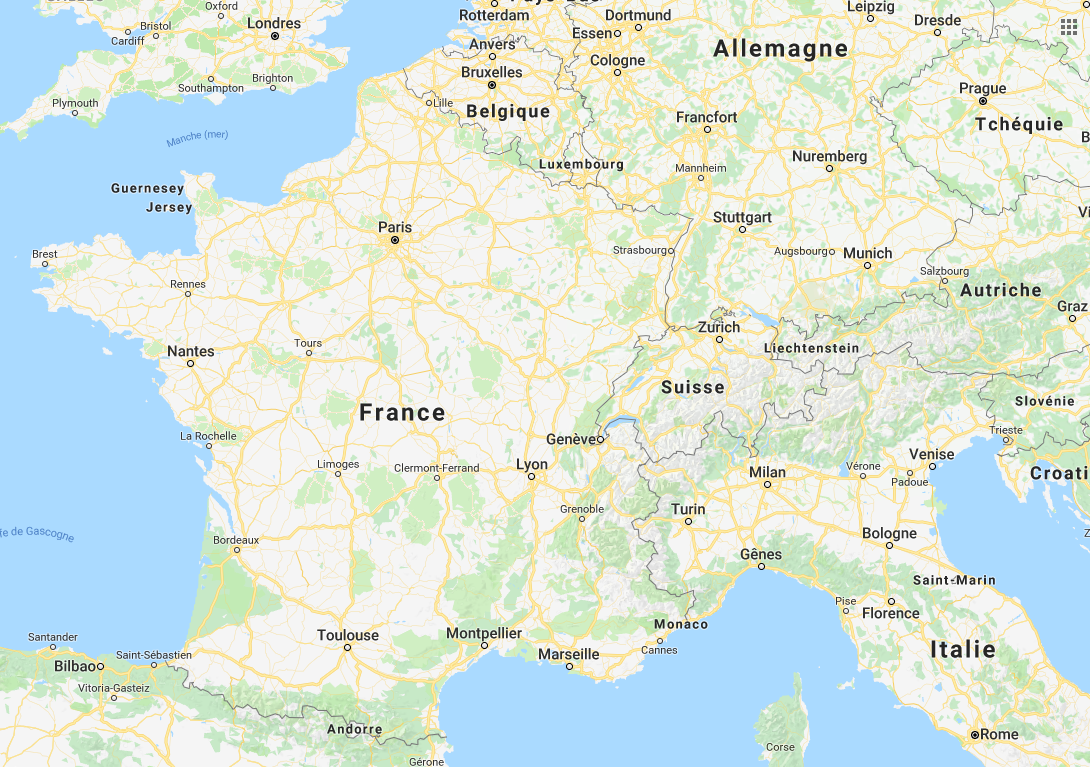 Oxford
Londres
Bristol
Cardiff
Rotterdam
Dortmund
Leipzig
Dresde
Essen
Anvers
Allemagne
Cologne
Bruxelles
Southampton
Brighton
Prague
Plymouth
Lille
Belgique
Francfort
Tchéquie
Manche (mer)
Luxembourg
Mannheim
Nuremberg
Guernesey
Jersey
Paris
Stuttgart
Strasbourg
Augsbourg
Munich
Brest
Salzbourg
Rennes
Autriche
Graz
Zurich
Liechtenstein
Nantes
Tours
Suisse
Slovénie
France
La Rochelle
Genève
Trieste
Venise
Limoges
Clermont-Ferrand
Lyon
Milan
Vérone
Padoue
Croati
Turin
Grenoble
de Gascogne
Bordeaux
Gênes
Bologne
Saint-Marin
Pise
Florence
Monaco
Santander
Toulouse
Montpellier
Cannes
Italie
Saint-Sébastien
Bilbao
Marseille
Vitoria-Gasteiz
Andorre
Rome
Corse
Gérone